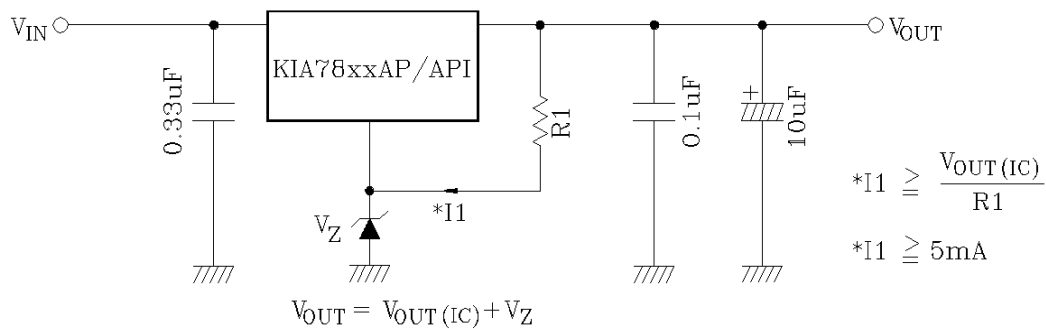 VIN
KIA78xxAP/API
VOUT
0.33uF
R1
0.1uF
+
10uF
*I1
VZ
*I1 ≧ VOUT(IC)
R1
*I1 ≧ 5mA
VOUT = VOUT(IC)+VZ